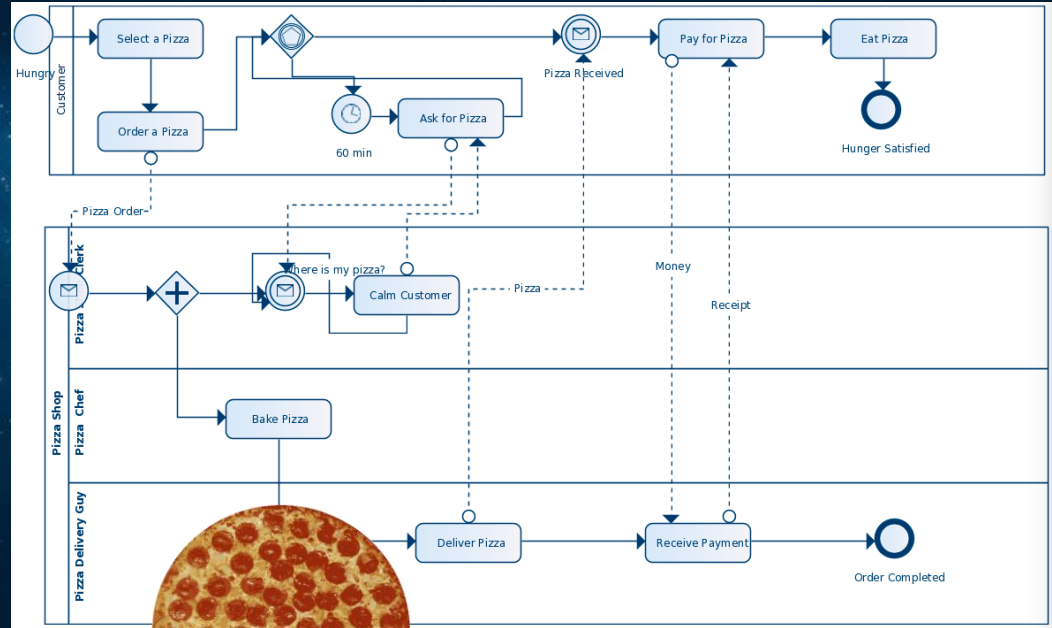 Hungry
Customer
Select a Pizza
Order a Pizza
60 min
Ask for Pizza
Pizza Received
Pay for Pizza
Eat Pizza
Hunger Satisfied
Pizza Order
Pizza Shop
Pizza Clerk
Where is my pizza?
Calm Customer
Pizza
Money
Receipt
Pizza Chef
Bake Pizza
Pizza Delivery Guy
Deliver Pizza
Receive Payment
Order Completed